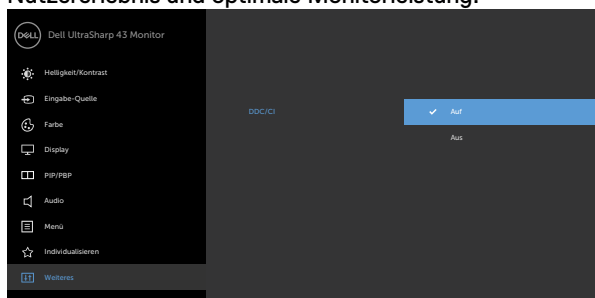 Nutzererlebnis und optimale Monitorleistung.
DELL
Dell UltraSharp 43 Monitor
Helligkeit/Kontrast
Eingabe-Quelle
Farbe
Display
PIP/PBP
Audio
Menü
Individualisieren
Weiteres
DDC/CI
Auf
Aus